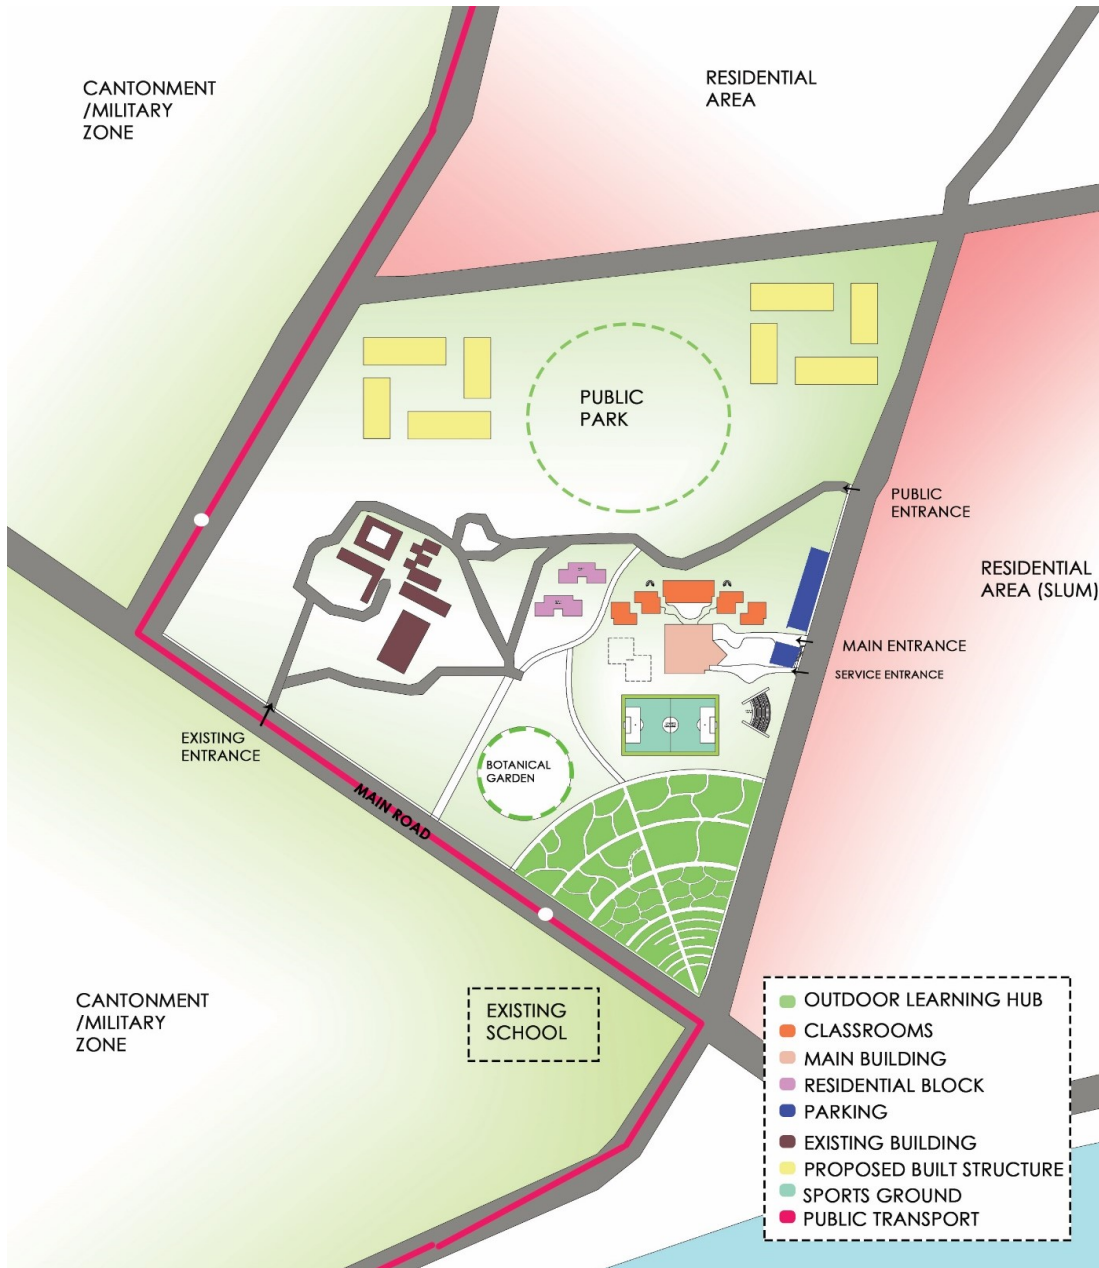 CANTONMENT
/MILITARY
ZONE
RESIDENTIAL
AREA
PUBLIC
PARK
PUBLIC
ENTRANCE
RESIDENTIAL
AREA (SLUM)
MAIN ENTRANCE
SERVICE ENTRANCE
EXISTING
ENTRANCE
BOTANICAL
GARDEN
MAIN ROAD
CANTONMENT
/MILITARY
ZONE
EXISTING
SCHOOL
OUTDOOR LEARNING HUB
CLASSROOMS
MAIN BUILDING
RESIDENTIAL BLOCK
PARKING
EXISTING BUILDING
PROPOSED BUILT STRUCTURE
SPORTS GROUND
PUBLIC TRANSPORT